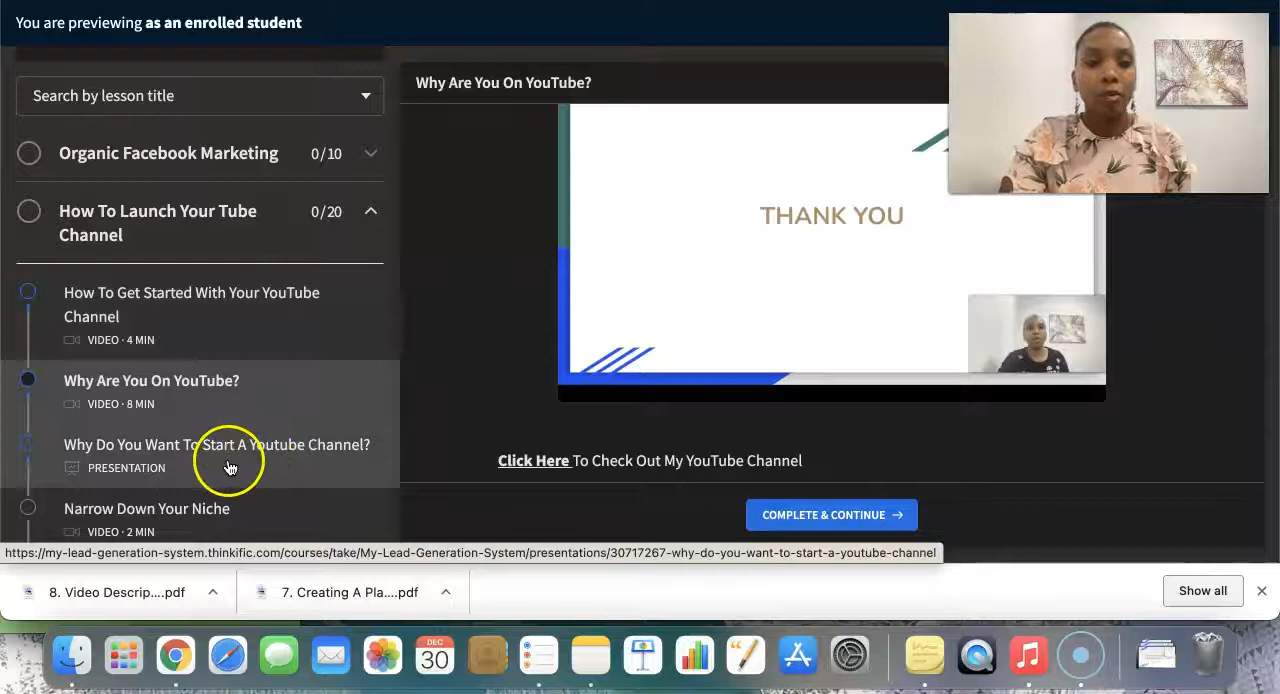 You are previewing as an enrolled student
Search by lesson title
Organic Facebook Marketing 0/10
How To Launch Your Tube
Channel
0/20
How To Get Started With Your YouTube
Channel
VIDEO · 4 MIN
Why Are You On YouTube?
VIDEO · 8 MIN
Why Do You Want To Start A Youtube Channel?
PRESENTATION
Narrow Down Your Niche
VIDEO · 2 MIN
Why Are You On YouTube?
THANK YOU
Click Here To Check Out My YouTube Channel
COMPLETE & CONTINUE →
https://my-lead-generation-system.thinkific.com/courses/take/My-Lead-Generation-System/presentations/30717267-why-do-you-want-to-start-a-youtube-channel
8. Video Descrip....pdf
7. Creating A Pla....pdf
Show all
DEC
30